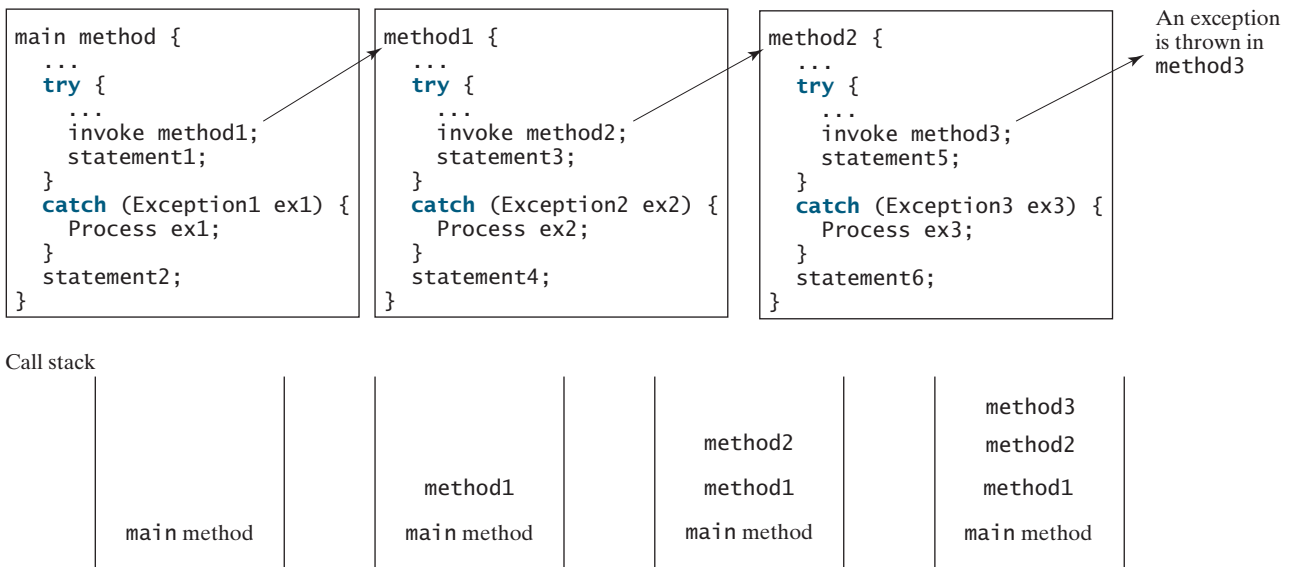 main method {
...
try {
...
invoke method1;
statement1;
}
catch (Exception1 ex1) {
Process ex1;
}
statement2;
}
method1 {
...
try {
...
invoke method2;
statement3;
}
catch (Exception2 ex2) {
Process ex2;
}
statement4;
}
method2 {
...
try {
...
invoke method3;
statement5;
}
catch (Exception3 ex3) {
Process ex3;
}
statement6;
}
An exception
is thrown in
method3
Call stack
main method
method1
main method
method2
method1
main method
method3
method2
method1
main method